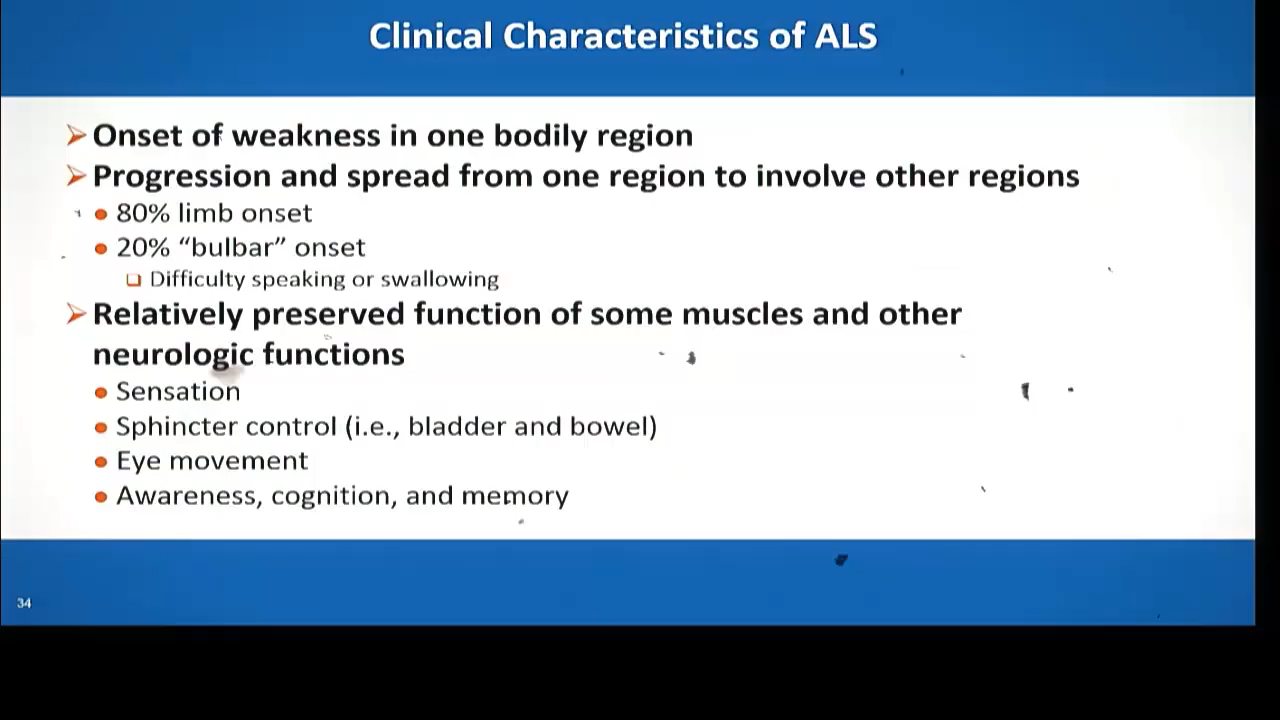 Clinical Characteristics of ALS
Onset of weakness in one bodily region
Progression and spread from one region to involve other regions
80% limb onset
20% “bulbar” onset
Difficulty speaking or swallowing
Relatively preserved function of some muscles and other
neurologic functions
Sensation
Sphincter control (i.e., bladder and bowel)
Eye movement
Awareness, cognition, and memory
34